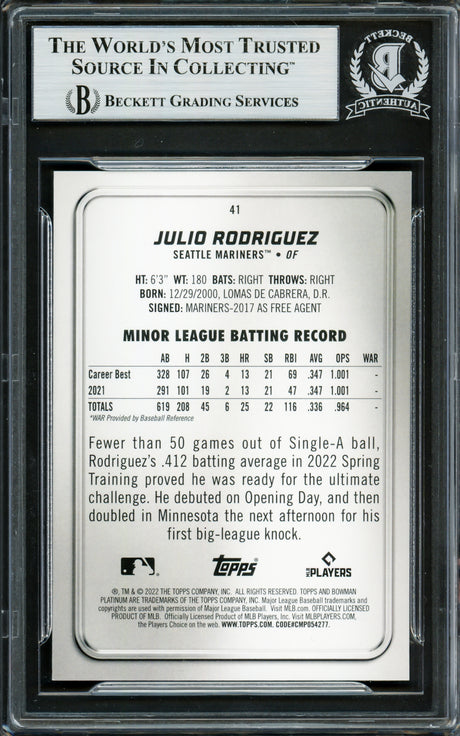 THE WORLD'S MOST TRUSTED
SOURCE IN COLLECTING™
B BECKETT GRADING SERVICES
BECKETT
AUTHENTIC
41
JULIO RODRIGUEZ
SEATTLE MARINERS™ • OF
HT: 6'3" WT: 180 BATS: RIGHT THROWS: RIGHT
BORN: 12/29/2000, LOMAS DE CABRERA, D.R.
SIGNED: MARINERS-2017 AS FREE AGENT
MINOR LEAGUE BATTING RECORD
AB H 2B 3B HR SB RBI AVG OPS WAR
Career Best 328 107 26 4 13 21 69 .347 1.001 -
2021 291 101 19 2 13 21 47 .347 1.001 -
TOTALS 619 208 45 6 25 22 116 .336 .964 -
*WAR Provided by Baseball Reference
Fewer than 50 games out of Single-A ball,
Rodriguez's .412 batting average in 2022 Spring
Training proved he was ready for the ultimate
challenge. He debuted on Opening Day, and then
doubled in Minnesota the next afternoon for his
first big-league knock.
Topps
MLB PLAYERS
®, TM & © 2022 THE TOPPS COMPANY, INC. ALL RIGHTS RESERVED. TOPPS AND BOWMAN
PLATINUM ARE TRADEMARKS OF THE TOPPS COMPANY, INC. Major League Baseball trademarks and
copyrights are used with permission of Major League Baseball. Visit MLB.com. OFFICIALLY LICENSED
PRODUCT OF MLB. Officially Licensed Product of MLB Players, Inc. Visit MLBPLAYERS.com,
the Players Choice on the web. WWW.TOPPS.COM. CODE#CMP054277.